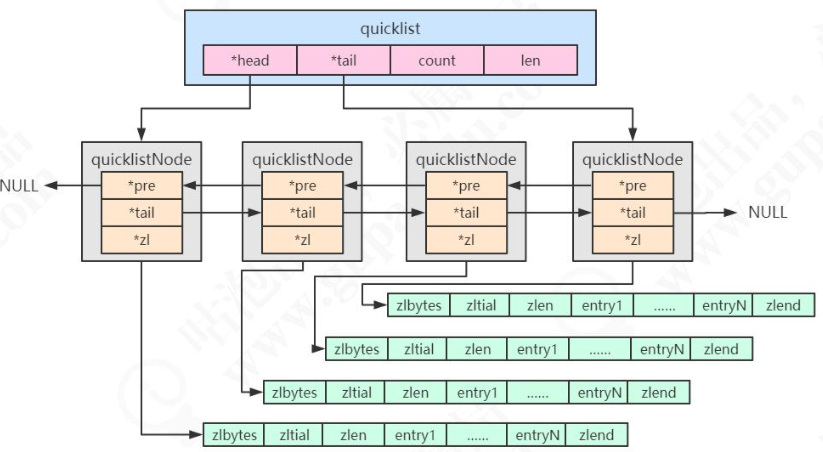 quicklist
*head *tail count len
quicklistNode quicklistNode quicklistNode quicklistNode
NULL *pre *pre *pre *pre
*tail *tail *tail *tail NULL
*zl *zl *zl *zl
zlbytes zltial zlen entry1 ...... entryN zlend
zlbytes zltial zlen entry1 ...... entryN zlend
zlbytes zltial zlen entry1 ...... entryN zlend
zlbytes zltial zlen entry1 ...... entryN zlend